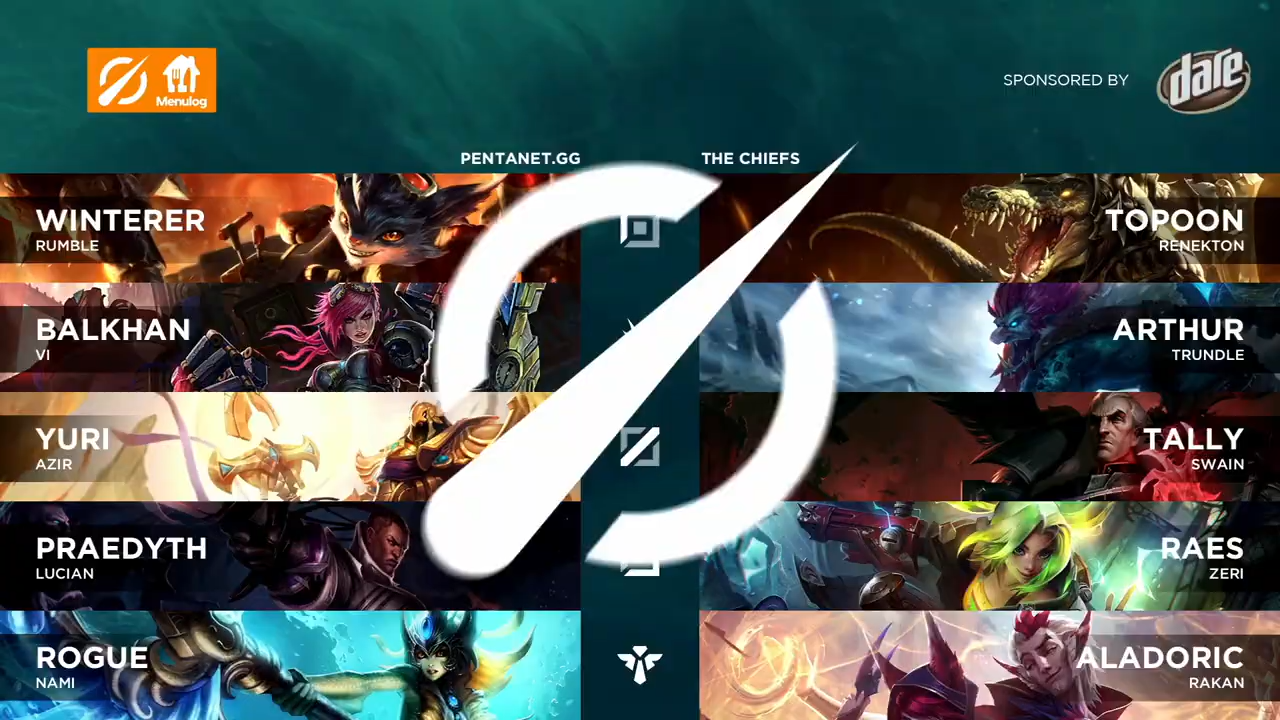 Menulog
SPONSORED BY
dare
PENTANET.GG
THE CHIEFS
WINTERER
RUMBLE
TOPOON
RENEKTON
BALKHAN
VI
ARTHUR
TRUNDLE
YURI
AZIR
TALLY
SWAIN
PRAEDYTH
LUCIAN
RAES
ZERI
ROGUE
NAMI
ALADORIC
RAKAN